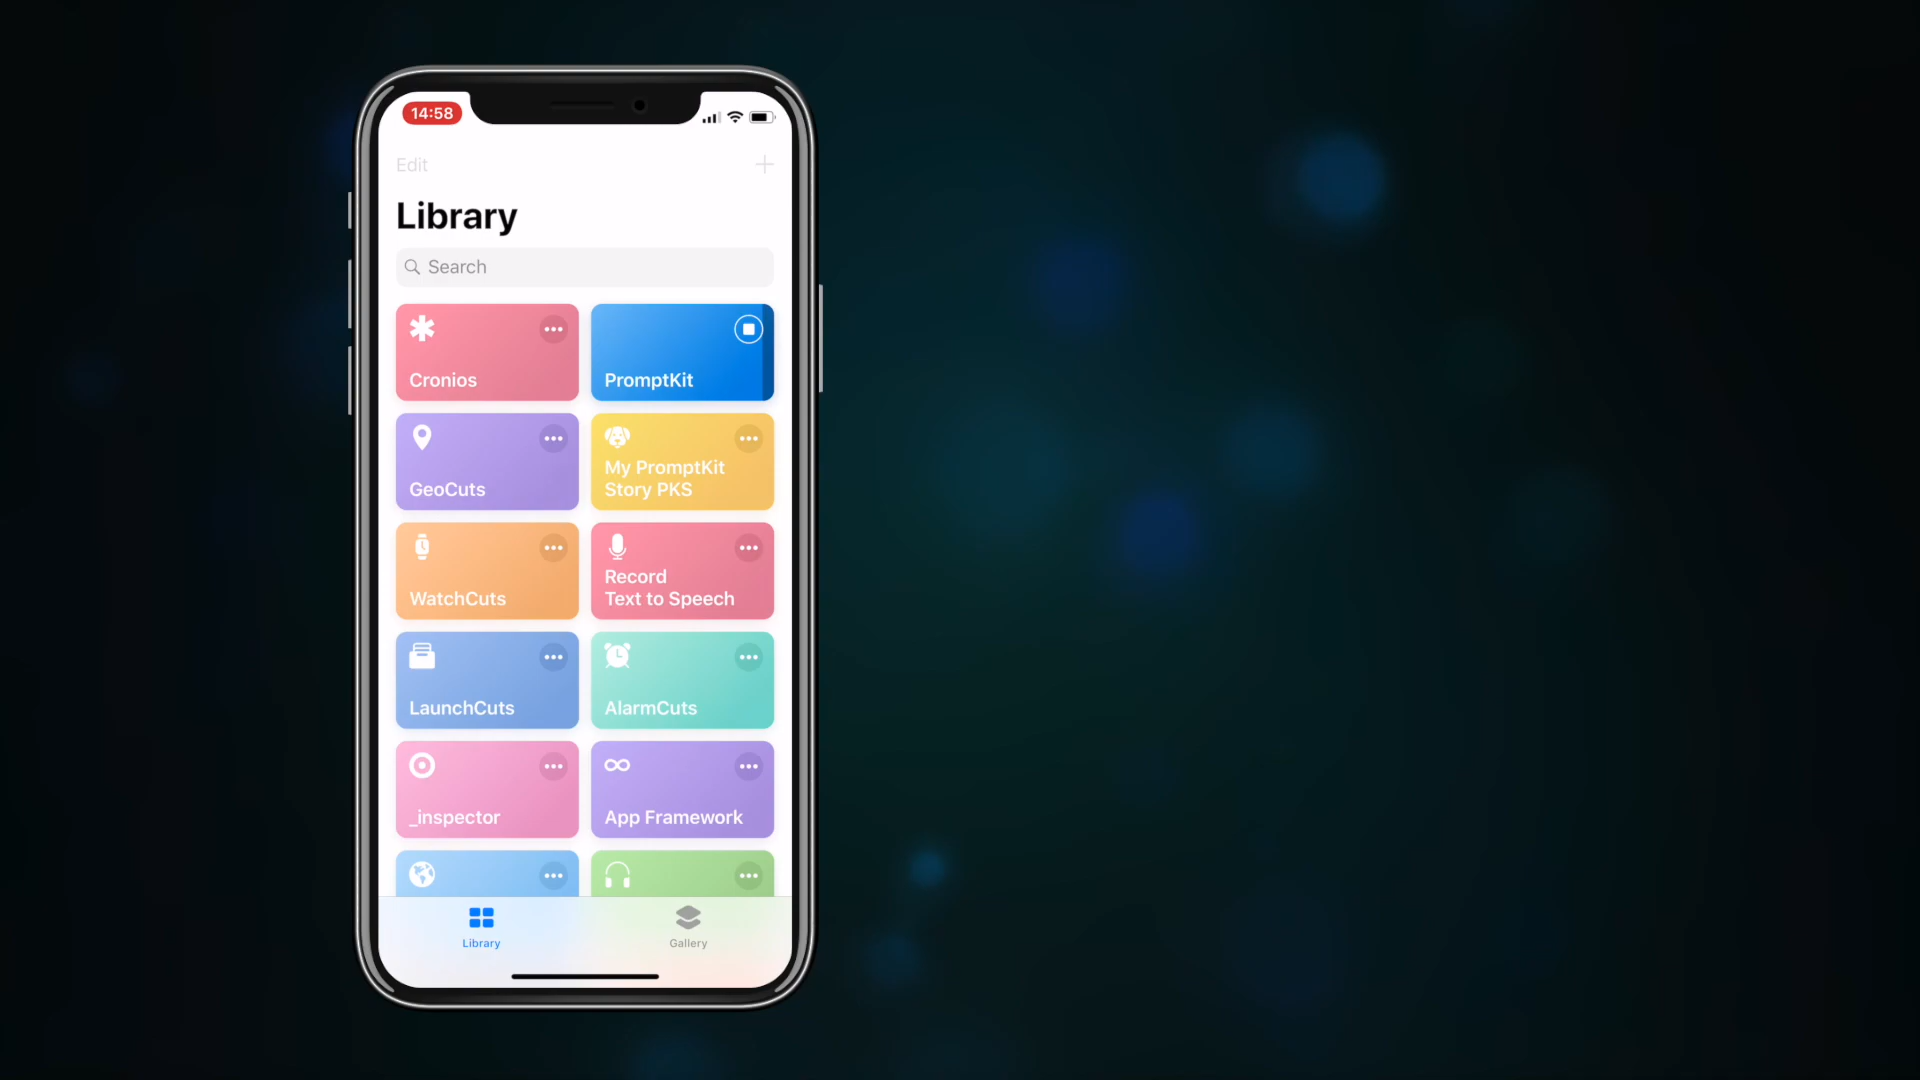 14:58
Edit
Library
Search
Cronios
PromptKit
GeoCuts
My PromptKit
Story PKS
WatchCuts
Record
Text to Speech
LaunchCuts
AlarmCuts
_inspector
App Framework
Library
Gallery